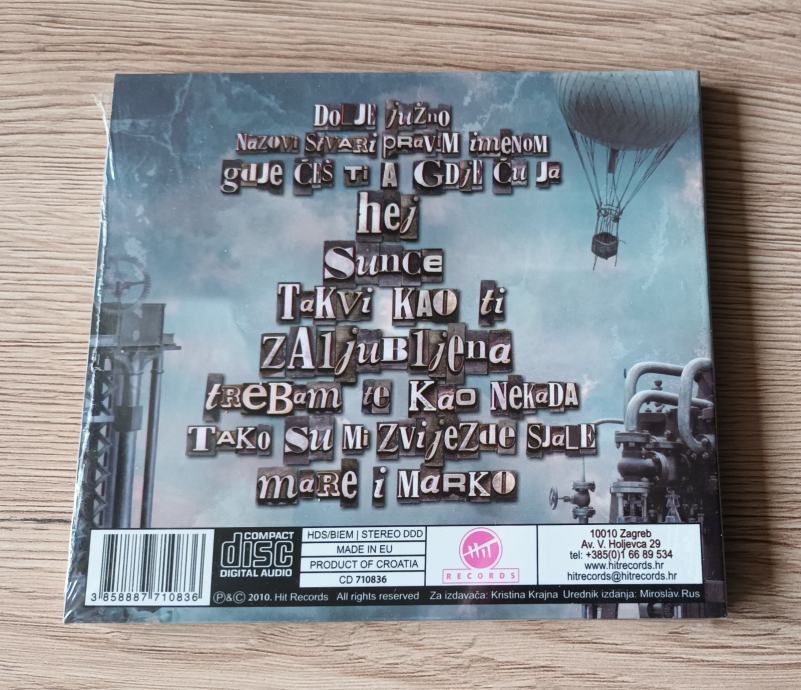 DOLJE južno
Nazovi Stvari pravim imenom
gdje ćeš ti a Gdje Ću ja
hej
Sunce
Takvi kao ti
ZAljubljena
trebam te kao nekada
Tako su mi zvijezde sjale
mare i marko
COMPACT
disc
DIGITAL AUDIO
HDS/BIEM | STEREO DDD
MADE IN EU
PRODUCT OF CROATIA
CD 710836
HIT
RECORDS
10010 Zagreb
Av. V. Holjevca 29
tel: +385(0)1 66 89 534
www.hitrecords.hr
hitrecords@hitrecords.hr
3 858887 710836
℗&© 2010. Hit Records All rights reserved Za izdavača: Kristina Krajna Urednik izdanja: Miroslav Rus